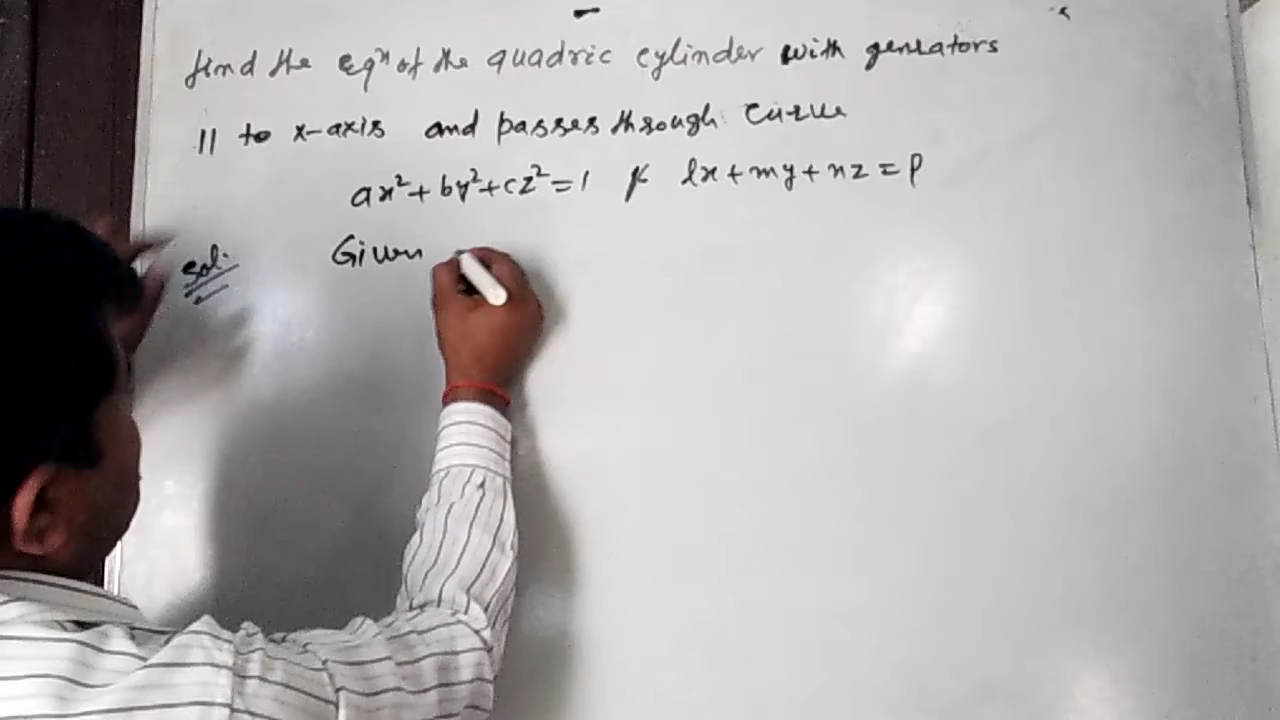 find the eqⁿ of the quadric cylinder with genrators
|| to x-axis and passes through curve
ax²+by²+cz²=1 & lx+my+nz=p
Sol. Given